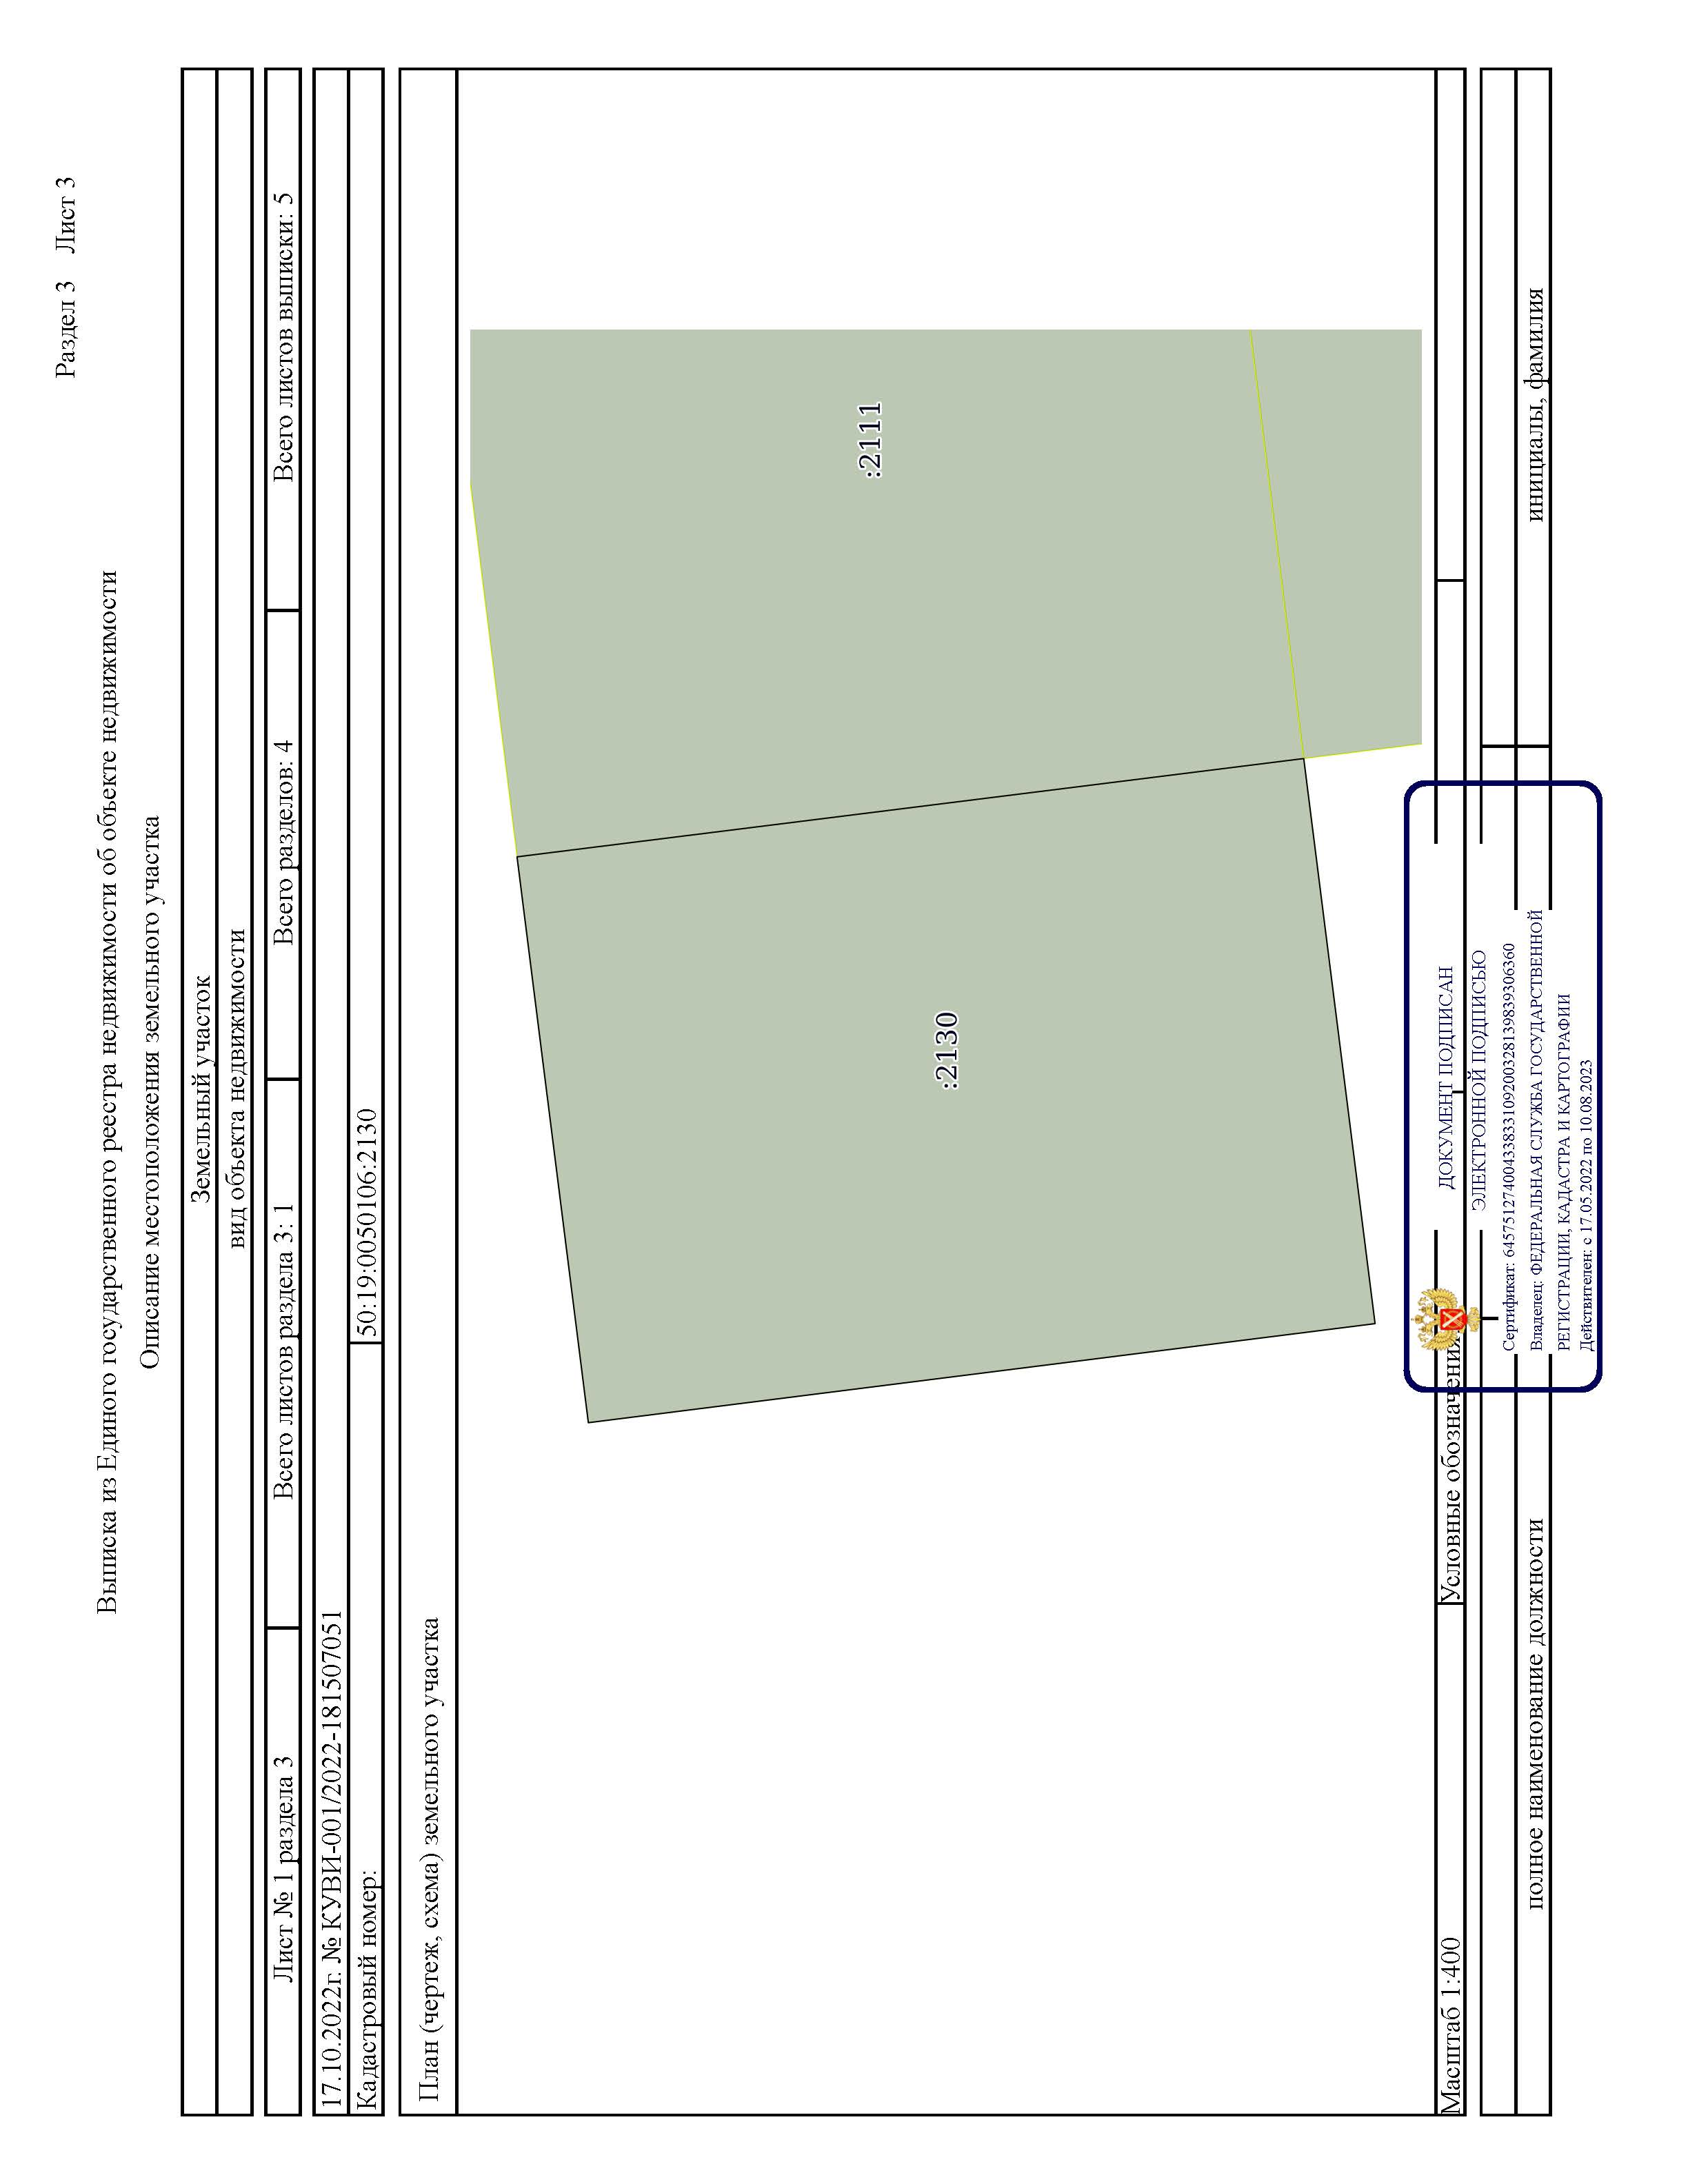 Раздел 3 Лист 3
Выписка из Единого государственного реестра недвижимости об объекте недвижимости
Описание местоположения земельного участка
Земельный участок
вид объекта недвижимости
Лист № 1 раздела 3 Всего листов раздела 3: 1 Всего разделов: 4 Всего листов выписки: 5
17.10.2022г. № КУВИ-001/2022-181507051
Кадастровый номер: 50:19:0050106:2130
План (чертеж, схема) земельного участка
:2111
:2130
Масштаб 1:400 Условные обозначения
ДОКУМЕНТ ПОДПИСАН
ЭЛЕКТРОННОЙ ПОДПИСЬЮ
Сертификат: 64575127400433833109200328139839306360
Владелец: ФЕДЕРАЛЬНАЯ СЛУЖБА ГОСУДАРСТВЕННОЙ
РЕГИСТРАЦИИ, КАДАСТРА И КАРТОГРАФИИ
Действителен: с 17.05.2022 по 10.08.2023
полное наименование должности инициалы, фамилия